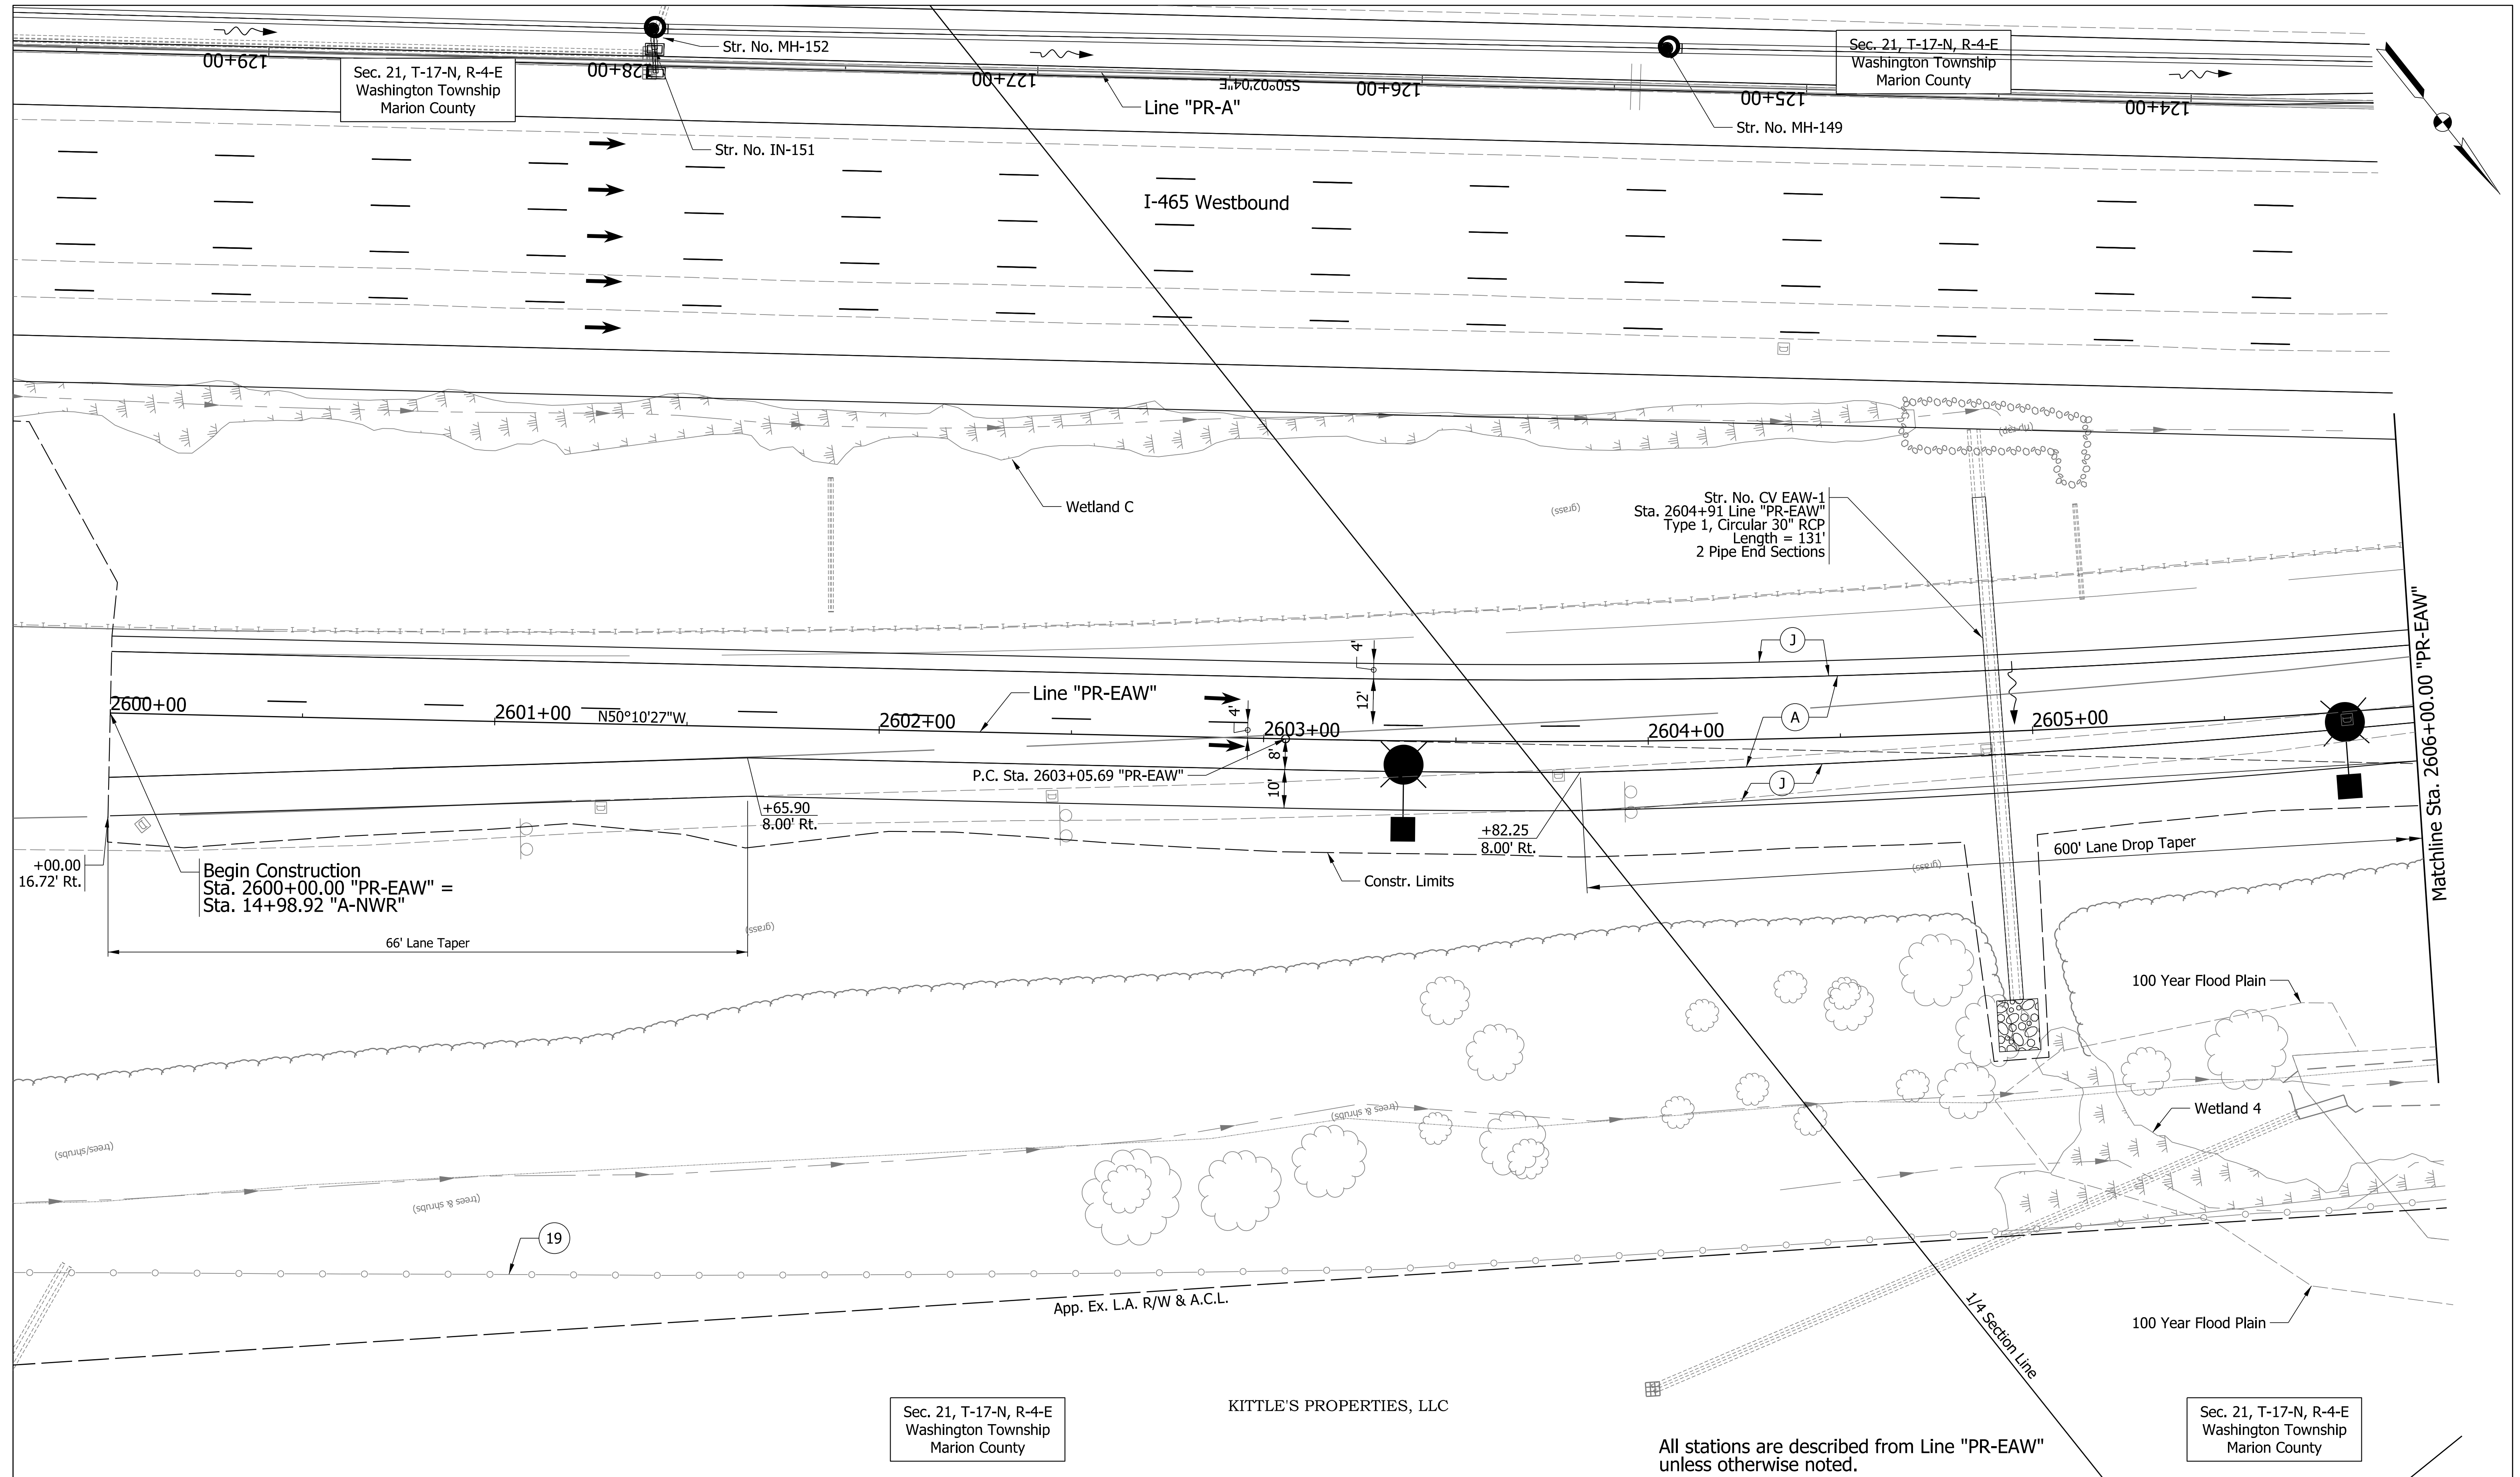 129+00
128+00
127+00
S50°02'04"E
126+00
125+00
124+00
Str. No. MH-152
Sec. 21, T-17-N, R-4-E
Washington Township
Marion County
Line "PR-A"
Sec. 21, T-17-N, R-4-E
Washington Township
Marion County
Str. No. MH-149
Str. No. IN-151
I-465 Westbound
(riprap)
Wetland C
(grass)
Str. No. CV EAW-1
Sta. 2604+91 Line "PR-EAW"
Type 1, Circular 30" RCP
Length = 131'
2 Pipe End Sections
J
4'
12'
Line "PR-EAW"
2600+00
2601+00
N50°10'27"W
2602+00
4'
2603+00
2604+00
A
2605+00
8'
P.C. Sta. 2603+05.69 "PR-EAW"
10'
J
+65.90
8.00' Rt.
+82.25
8.00' Rt.
Matchline Sta. 2606+00.00 "PR-EAW"
600' Lane Drop Taper
+00.00
16.72' Rt.
Begin Construction
Sta. 2600+00.00 "PR-EAW" =
Sta. 14+98.92 "A-NWR"
Constr. Limits
(grass)
(grass)
66' Lane Taper
100 Year Flood Plain
(trees & shrubs)
Wetland 4
(trees/shrubs)
(trees & shrubs)
19
App. Ex. L.A. R/W & A.C.L.
1/4 Section Line
100 Year Flood Plain
Sec. 21, T-17-N, R-4-E
Washington Township
Marion County
KITTLE'S PROPERTIES, LLC
Sec. 21, T-17-N, R-4-E
Washington Township
Marion County
All stations are described from Line "PR-EAW"
unless otherwise noted.